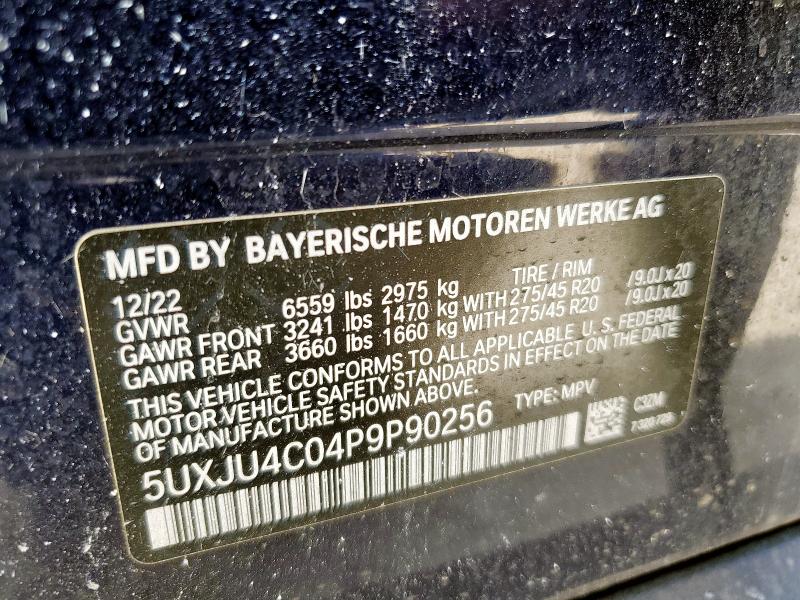 MFD BY BAYERISCHE MOTOREN WERKE AG
12/22 TIRE / RIM
GVWR 6559 lbs 2975 kg
GAWR FRONT 3241 lbs 1470 kg WITH 275/45 R20 /9.0J x 20
GAWR REAR 3660 lbs 1660 kg WITH 275/45 R20 /9.0J x 20
THIS VEHICLE CONFORMS TO ALL APPLICABLE U.S. FEDERAL
MOTOR VEHICLE SAFETY STANDARDS IN EFFECT ON THE DATE
OF MANUFACTURE SHOWN ABOVE.
5UXJU4C04P9P90256 TYPE: MPV C3ZM